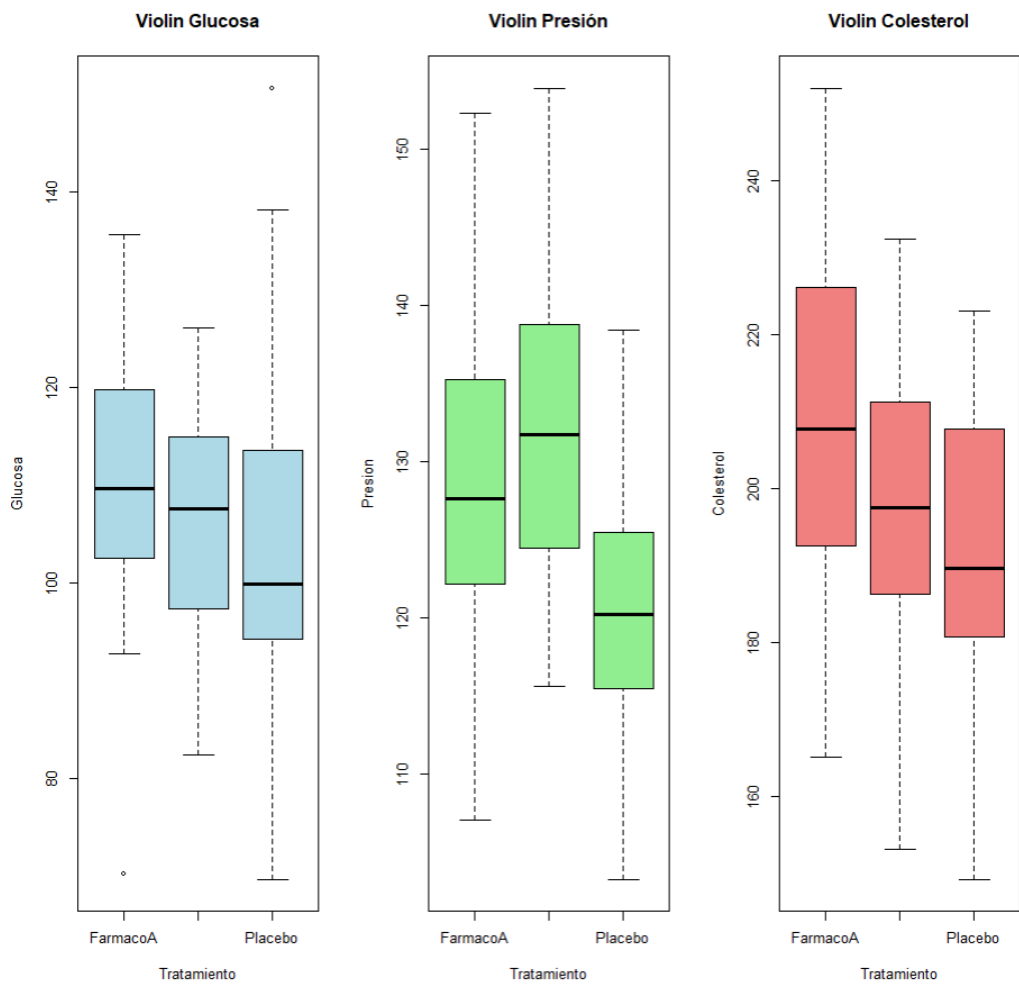 Violin Glucosa
Glucosa
140
120
100
80
FarmacoA Placebo
Tratamiento
Violin Presión
Presion
150
140
130
120
110
FarmacoA Placebo
Tratamiento
Violin Colesterol
Colesterol
240
220
200
180
160
FarmacoA Placebo
Tratamiento